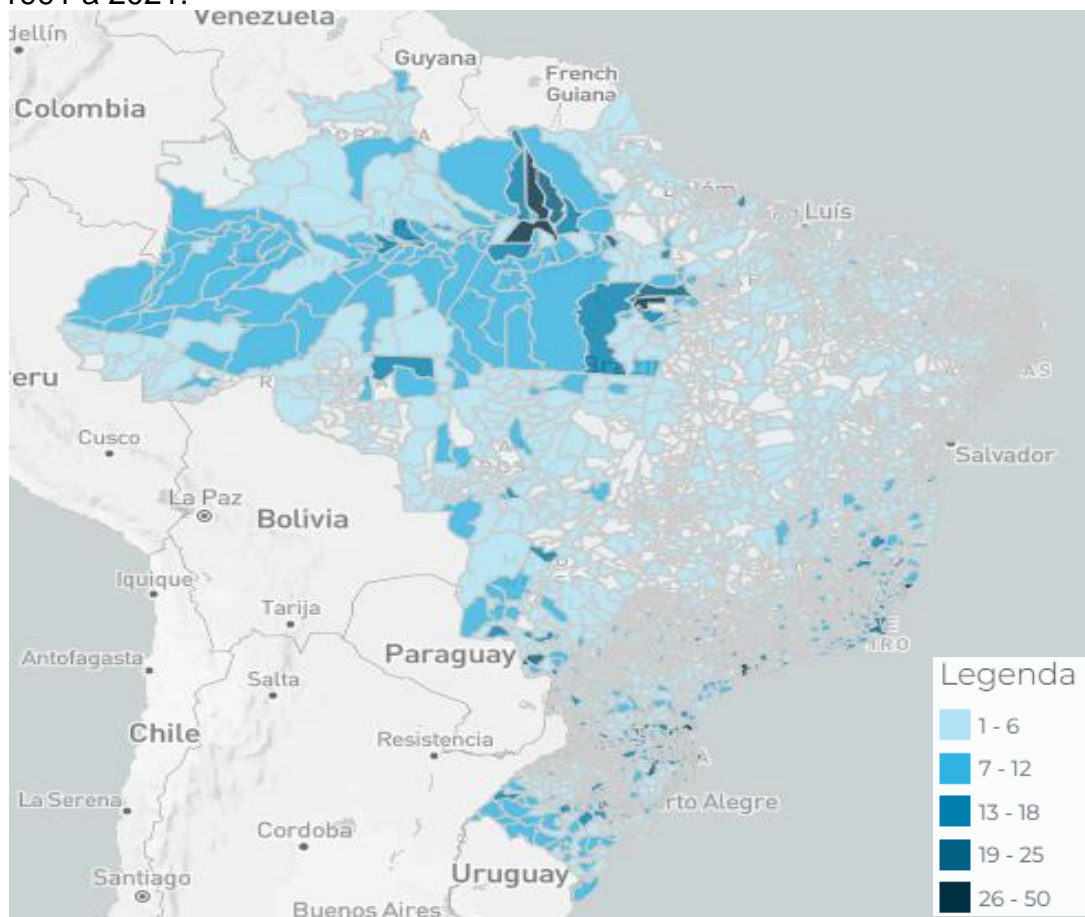 a 2021.
Venezuela
Guyana
French
Guiana
Colombia
Luís
Cusco
La Paz
Bolivia
Salvador
Iquique
Tarija
Antofagasta
Paraguay
Salta
Chile
Resistencia
La Serena
Cordoba
rto Alegre
Santiago
Uruguay
Buenos Aires
Legenda
1 - 6
7 - 12
13 - 18
19 - 25
26 - 50